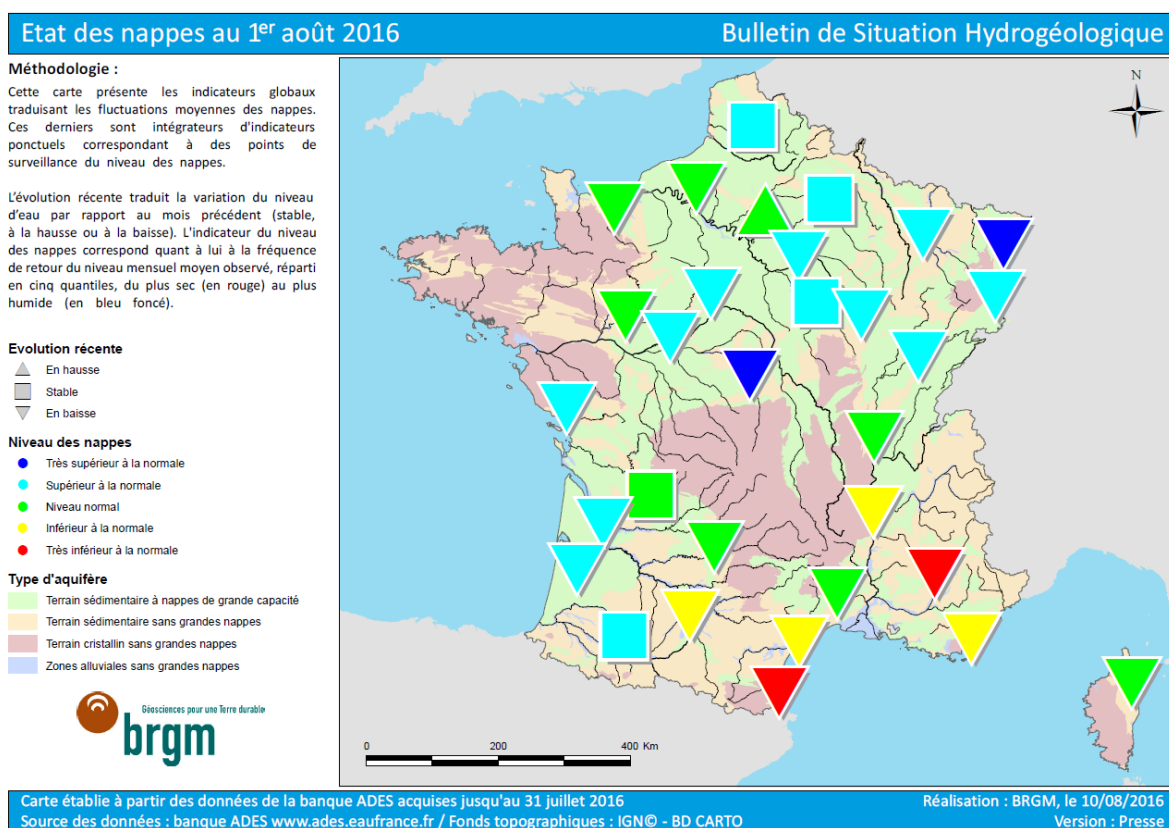 Etat des nappes au 1er août 2016
Bulletin de Situation Hydrogéologique
Méthodologie :
Cette carte présente les indicateurs globaux
traduisant les fluctuations moyennes des nappes.
Ces derniers sont intégrateurs d'indicateurs
ponctuels correspondant à des points de
surveillance du niveau des nappes.
L'évolution récente traduit la variation du niveau
d'eau par rapport au mois précédent (stable,
à la hausse ou à la baisse). L'indicateur du niveau
des nappes correspond quant à lui à la fréquence
de retour du niveau mensuel moyen observé, réparti
en cinq quantiles, du plus sec (en rouge) au plus
humide (en bleu foncé).
Evolution récente
En hausse
Stable
En baisse
Niveau des nappes
Très supérieur à la normale
Supérieur à la normale
Niveau normal
Inférieur à la normale
Très inférieur à la normale
Type d'aquifère
Terrain sédimentaire à nappes de grande capacité
Terrain sédimentaire sans grandes nappes
Terrain cristallin sans grandes nappes
Zones alluviales sans grandes nappes
Géosciences pour une Terre durable
brgm
N
0 200 400 Km
Carte établie à partir des données de la banque ADES acquises jusqu'au 31 juillet 2016
Réalisation : BRGM, le 10/08/2016
Source des données : banque ADES www.ades.eaufrance.fr / Fonds topographiques : IGN© - BD CARTO
Version : Presse